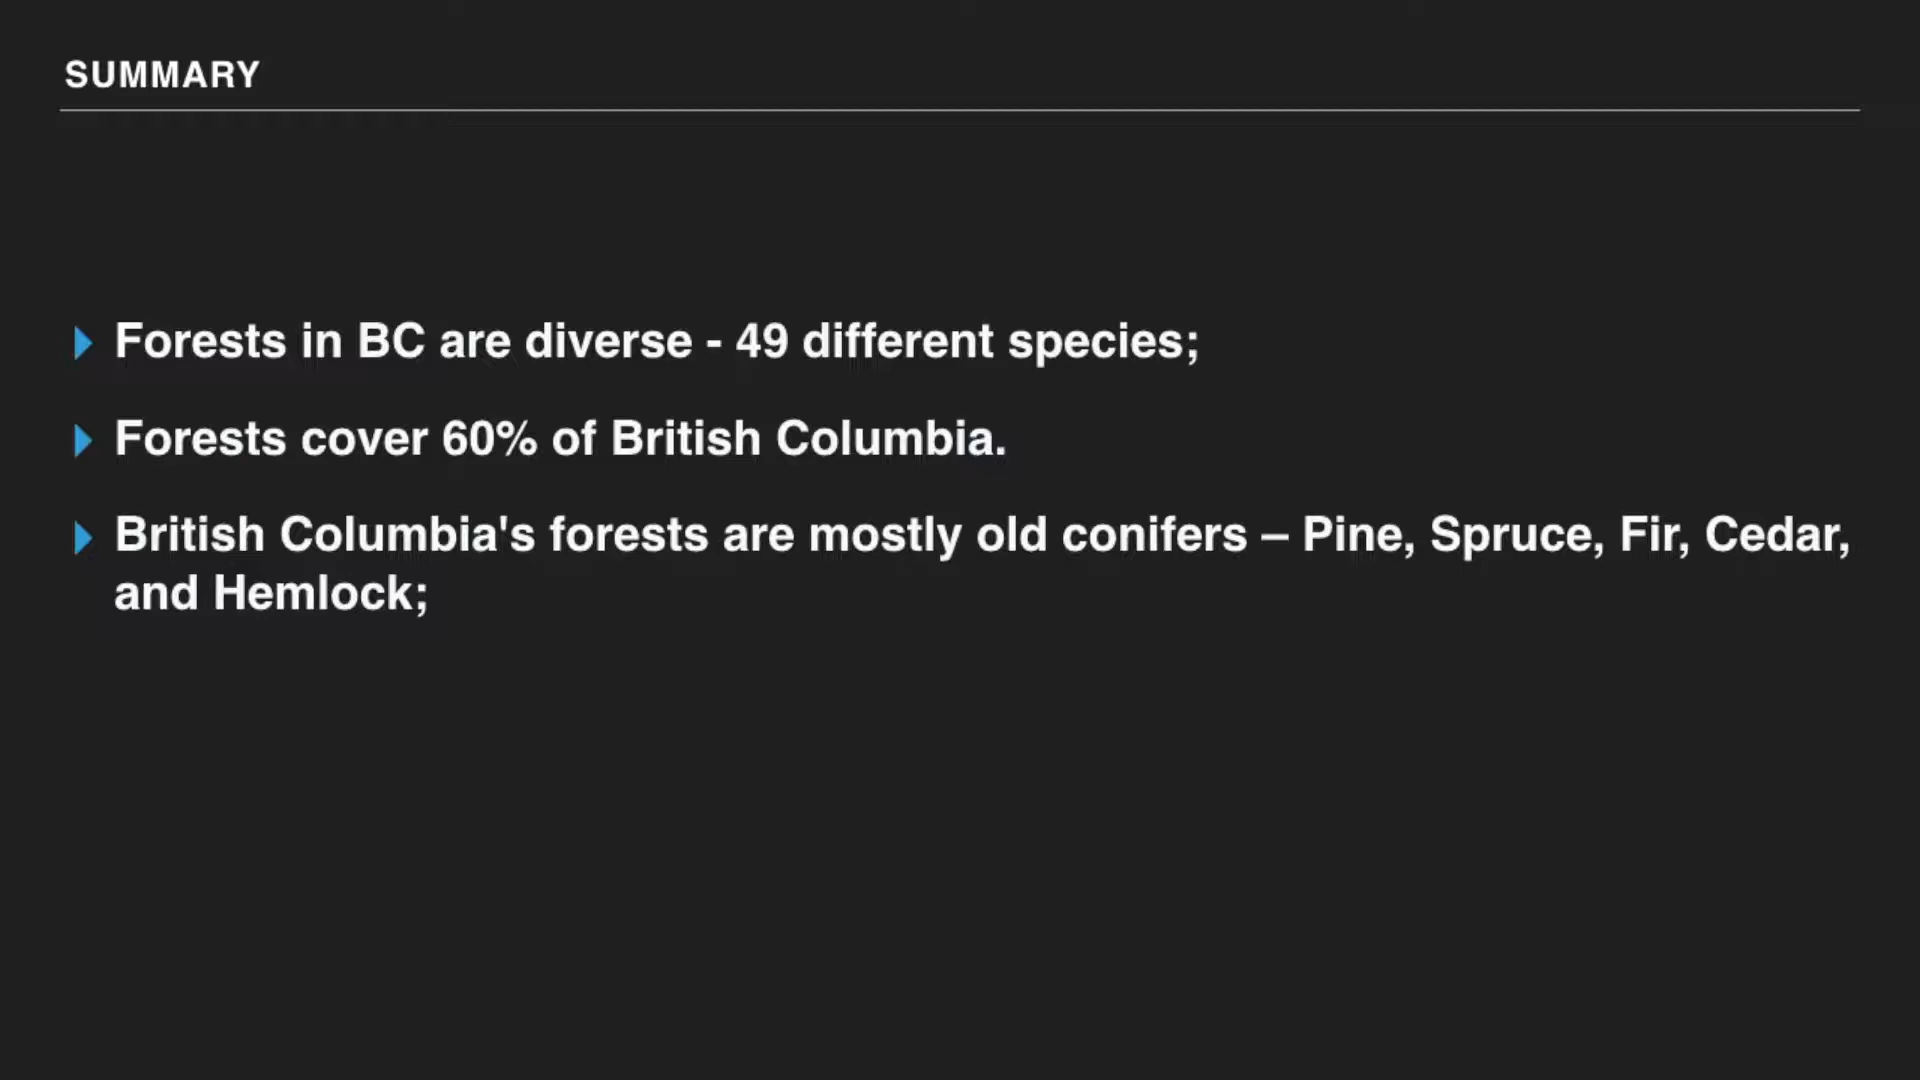 SUMMARY
Forests in BC are diverse - 49 different species;
Forests cover 60% of British Columbia.
British Columbia's forests are mostly old conifers – Pine, Spruce, Fir, Cedar,
and Hemlock;